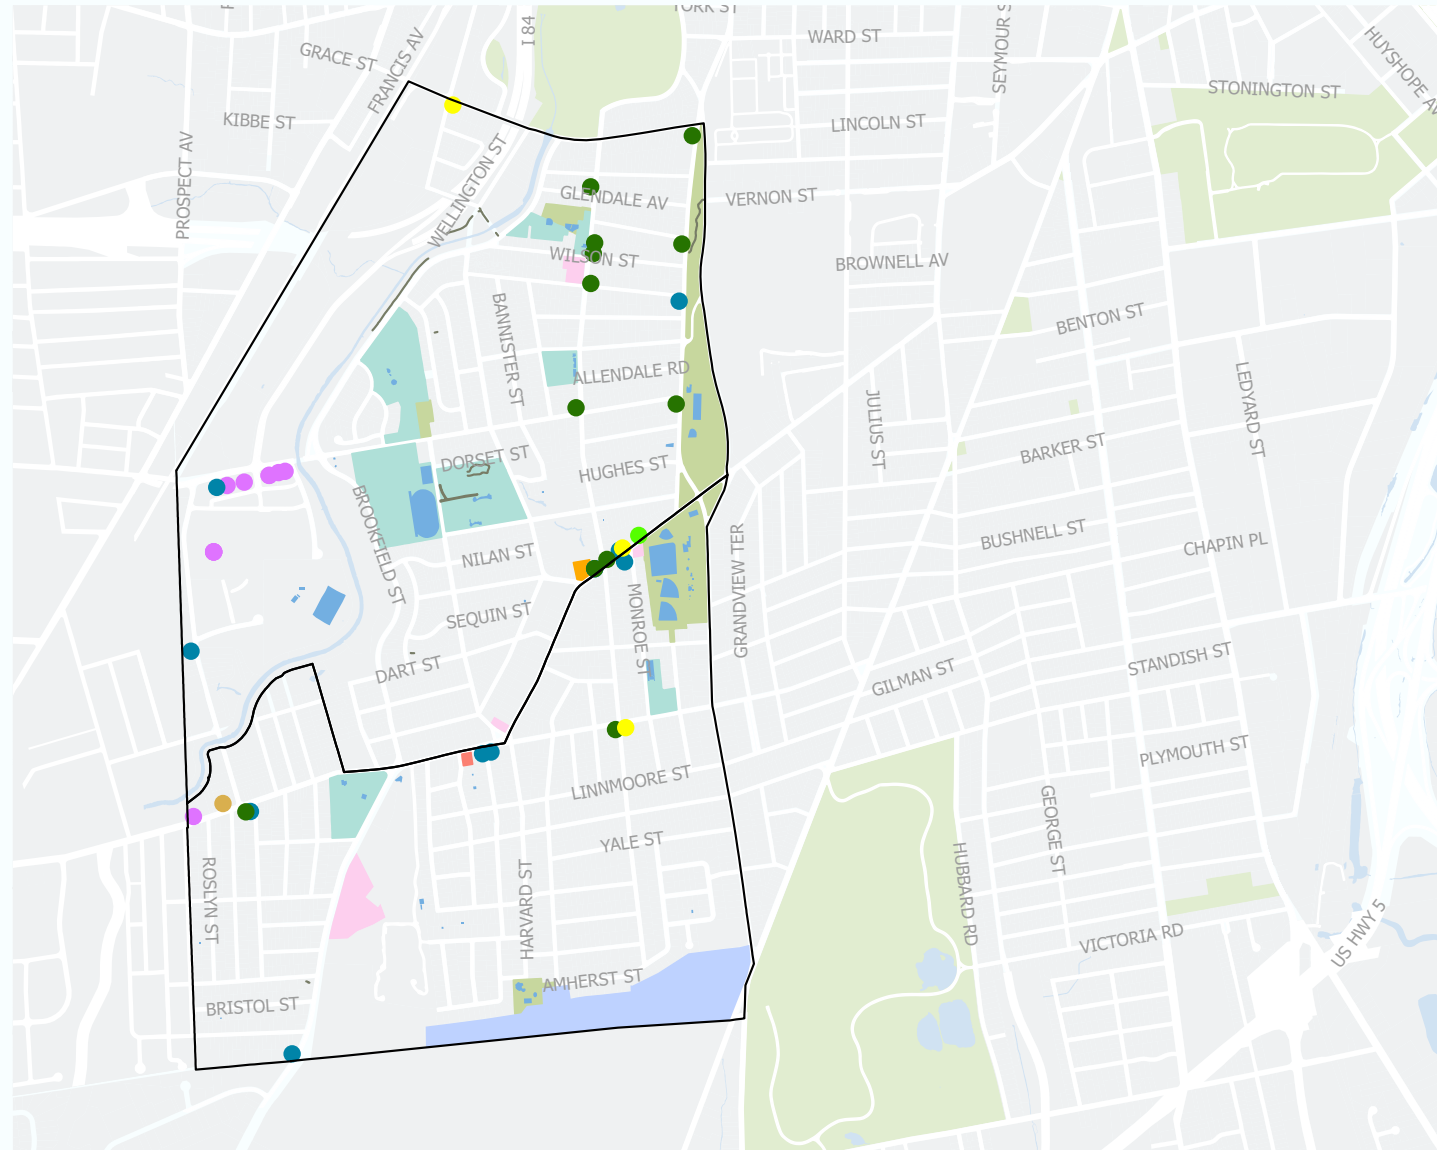 YORK ST
I 84
WARD ST
SEYMOUR S
HUYSHOPE AV
GRACE ST
FRANCIS AV
STONINGTON ST
KIBBE ST
LINCOLN ST
PROSPECT AV
WELLINGTON ST
GLENDALE AV
VERNON ST
WILSON ST
BROWNELL AV
BENTON ST
BANNISTER ST
ALLENDALE RD
JULIUS ST
LEDYARD ST
BARKER ST
DORSET ST
HUGHES ST
BROOKFIELD ST
NILAN ST
BUSHNELL ST
CHAPIN PL
GRANDVIEW TER
SEQUIN ST
MONROE ST
DART ST
GILMAN ST
STANDISH ST
LINNMOORE ST
PLYMOUTH ST
GEORGE ST
YALE ST
ROSLYN ST
HARVARD ST
HUBBARD RD
VICTORIA RD
US HWY 5
AMHERST ST
BRISTOL ST